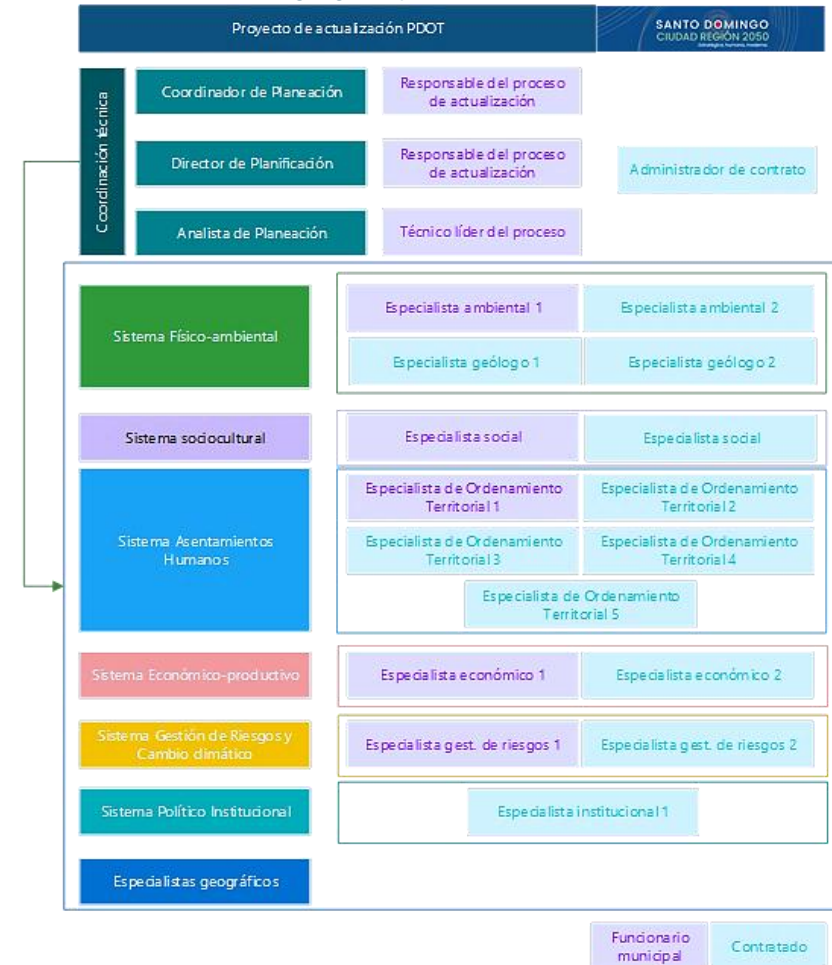 Proyecto de actualización PDOT
SANTO DOMINGO
CIUDAD REGIÓN 2050
Estratégica, humana, moderna.
Coordinación técnica
Coordinador de Planeación
Responsable del proceso
de actualización
Director de Planificación
Responsable del proceso
de actualización
Administrador de contrato
Analista de Planeación
Técnico líder del proceso
Sistema Físico-ambiental
Especialista ambiental 1
Especialista ambiental 2
Especialista geólogo 1
Especialista geólogo 2
Sistema sociocultural
Especialista social
Especialista social
Sistema Asentamientos
Humanos
Especialista de Ordenamiento
Territorial 1
Especialista de Ordenamiento
Territorial 2
Especialista de Ordenamiento
Territorial 3
Especialista de Ordenamiento
Territorial 4
Especialista de Ordenamiento
Territorial 5
Sistema Económico-productivo
Especialista económico 1
Especialista económico 2
Sistema Gestión de Riesgos y
Cambio climático
Especialista gest. de riesgos 1
Especialista gest. de riesgos 2
Sistema Político Institucional
Especialista institucional 1
Especialistas geográficos
Funcionario
municipal
Contratado